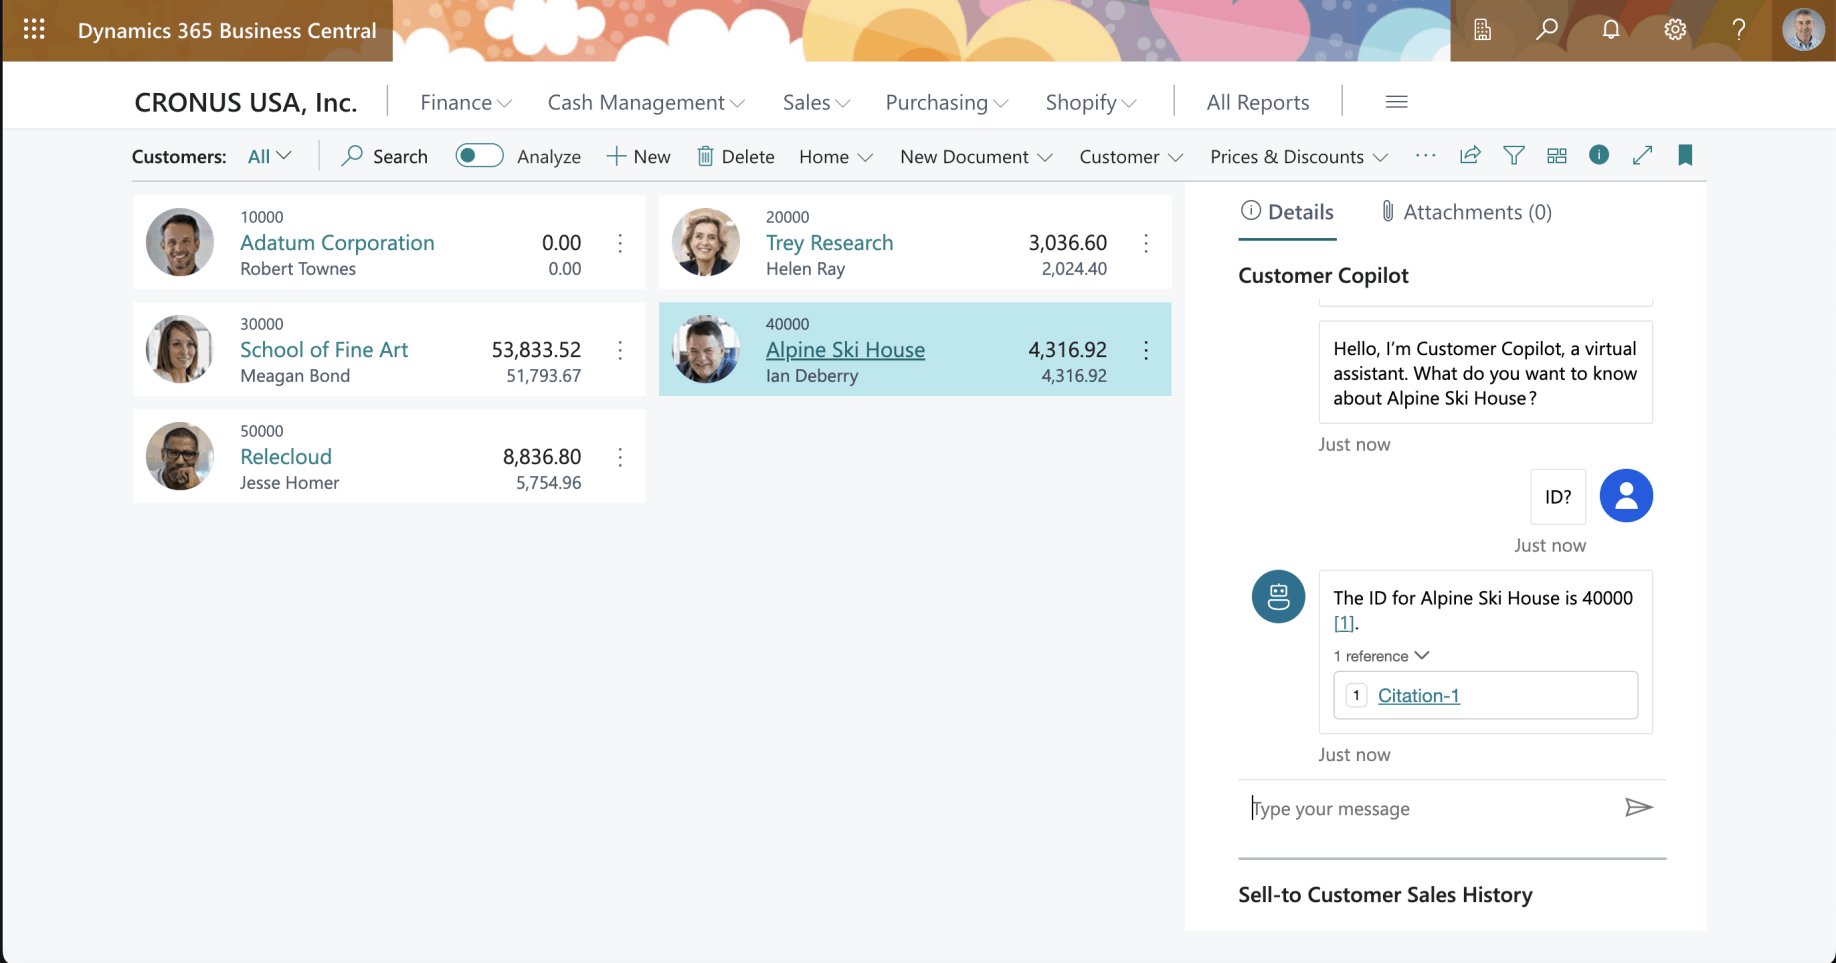 Dynamics 365 Business Central
?
CRONUS USA, Inc.
Finance
Cash Management
Sales
Purchasing
Shopify
All Reports
Customers:
All
Search
Analyze
New
Delete
Home
New Document
Customer
Prices & Discounts
10000
Adatum Corporation
0.00
Robert Townes
0.00
20000
Trey Research
3,036.60
Helen Ray
2,024.40
30000
School of Fine Art
53,833.52
Meagan Bond
51,793.67
40000
Alpine Ski House
4,316.92
Ian Deberry
4,316.92
50000
Relecloud
8,836.80
Jesse Homer
5,754.96
Details
Attachments (0)
Customer Copilot
Hello, I’m Customer Copilot, a virtual
assistant. What do you want to know
about Alpine Ski House?
Just now
ID?
Just now
The ID for Alpine Ski House is 40000
[1].
1 reference
1
Citation-1
Just now
Type your message
Sell-to Customer Sales History